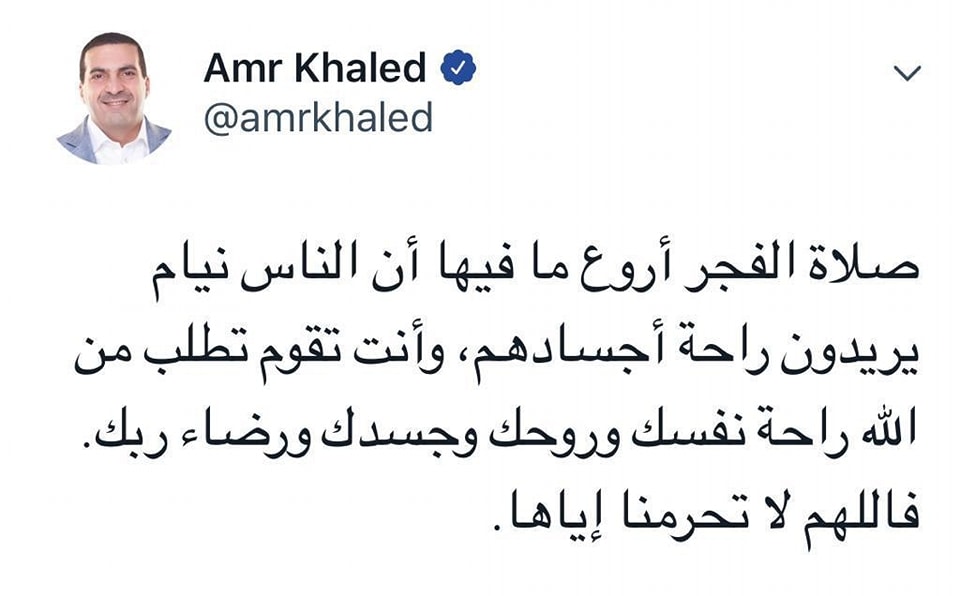 Amr Khaled
@amrkhaled
صلاة الفجر أروع ما فيها أن الناس نيام
يريدون راحة أجسادهم، وأنت تقوم تطلب من
الله راحة نفسك وروحك وجسدك ورضاء ربك.
فاللهم لا تحرمنا إياها.